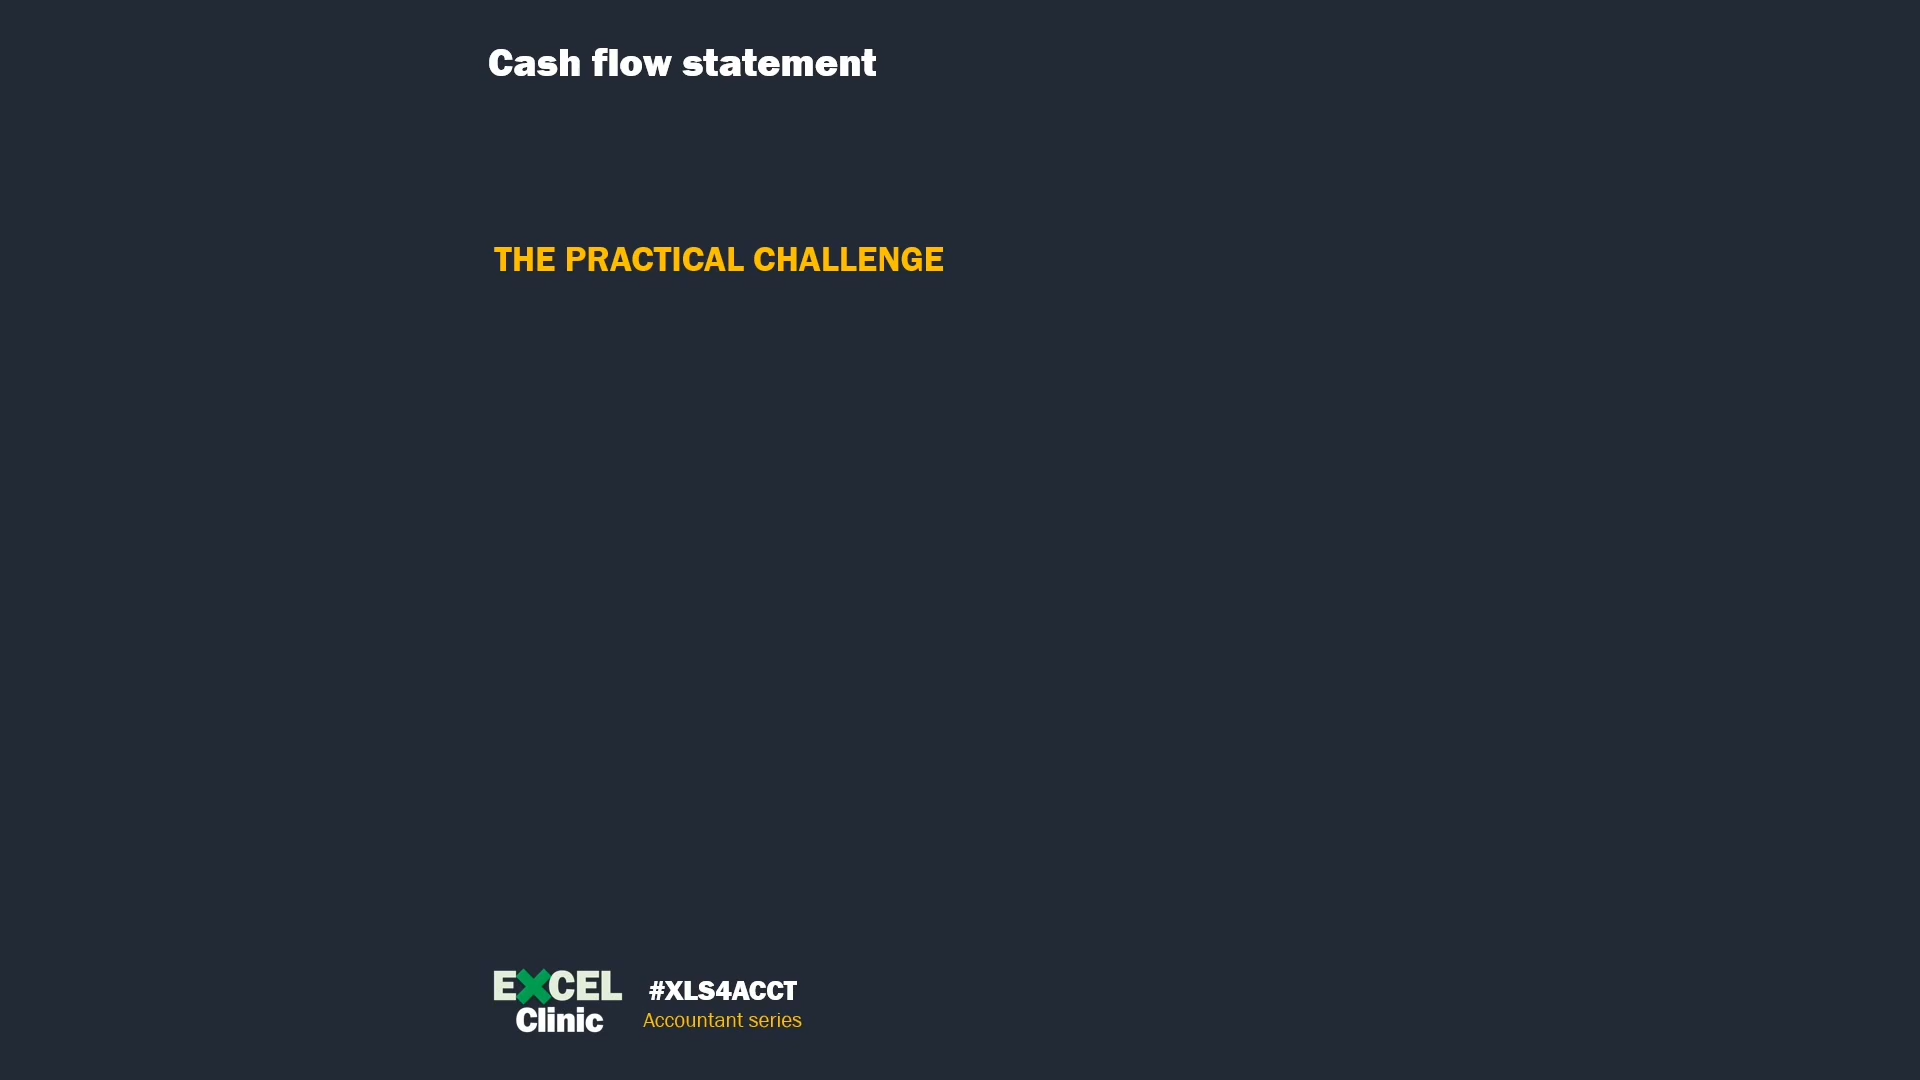 Cash flow statement
THE PRACTICAL CHALLENGE
EXCEL
Clinic
#XLS4ACCT
Accountant series